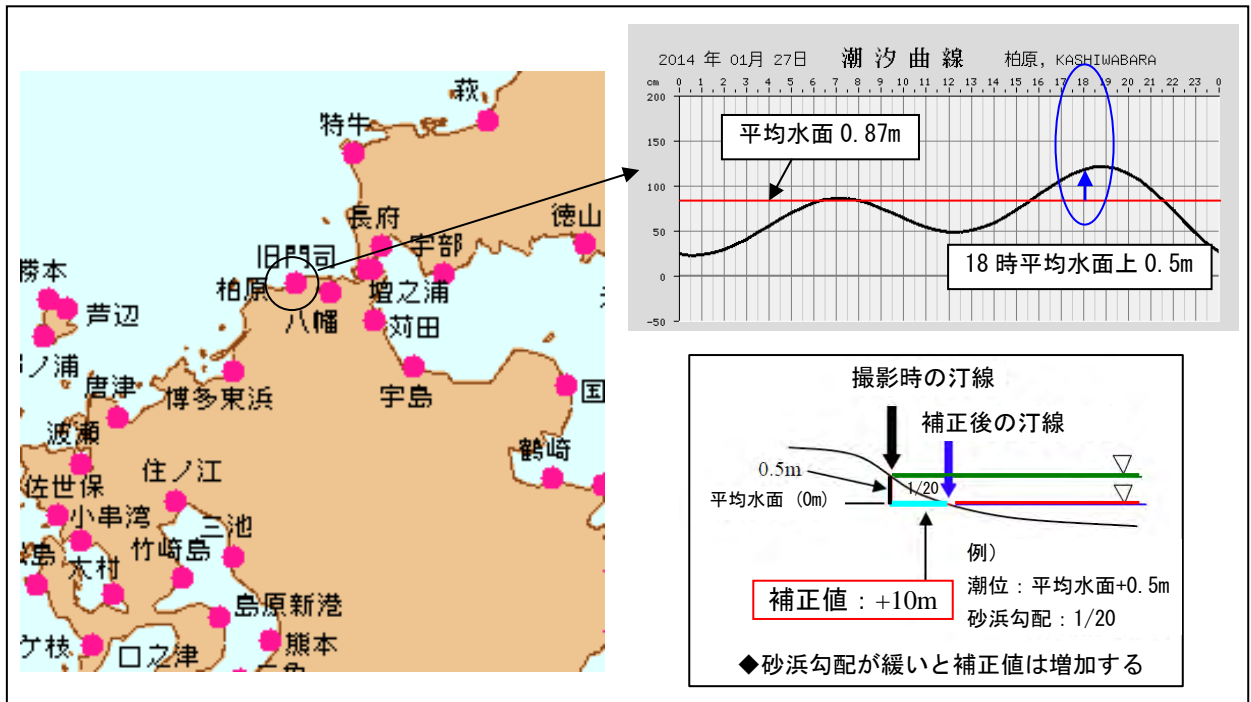 萩
特牛
長府
徳山
宇部
旧門司
勝本
柏原
壇之浦
芦辺
八幡
苅田
ノ浦
唐津
博多東浜
宇島
国
波瀬
鶴崎
住ノ江
佐世保
小串湾
三池
竹崎島
島
大村
島原新港
ケ枝
口之津
熊本
2014 年 01月 27日 潮 汐 曲 線 柏原, KASHIWABARA
cm 0 1 2 3 4 5 6 7 8 9 10 11 12 13 14 15 16 17 18 19 20 21 22 23 0
200
150
100
50
0
-50
平均水面 0.87m
18 時平均水面上 0.5m
撮影時の汀線
補正後の汀線
0.5m
1/20
平均水面 (0m)
例)
潮位：平均水面+0.5m
砂浜勾配：1/20
補正値：+10m
◆砂浜勾配が緩いと補正値は増加する